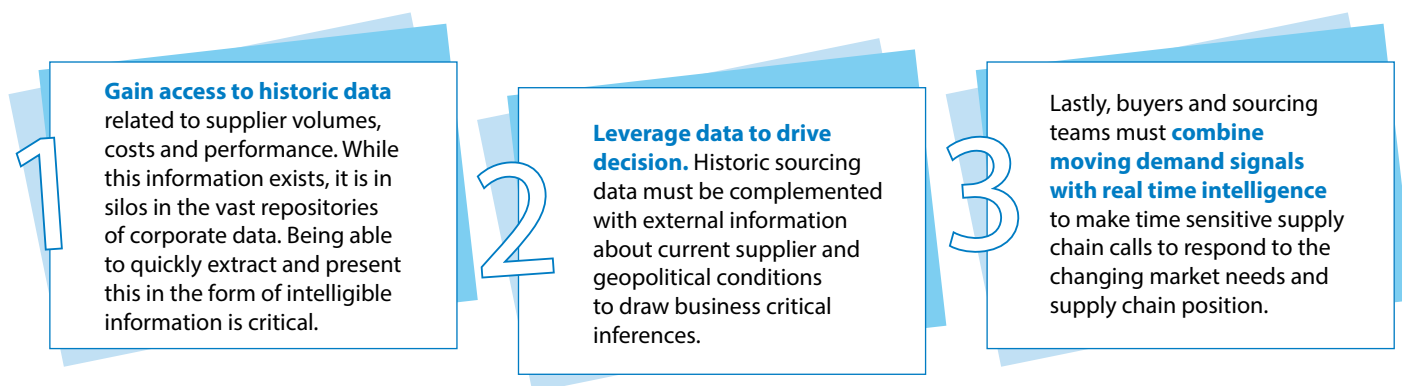 1
Gain access to historic data
related to supplier volumes,
costs and performance. While
this information exists, it is in
silos in the vast repositories
of corporate data. Being able
to quickly extract and present
this in the form of intelligible
information is critical.
2
Leverage data to drive
decision. Historic sourcing
data must be complemented
with external information
about current supplier and
geopolitical conditions
to draw business critical
inferences.
3
Lastly, buyers and sourcing
teams must combine
moving demand signals
with real time intelligence
to make time sensitive supply
chain calls to respond to the
changing market needs and
supply chain position.